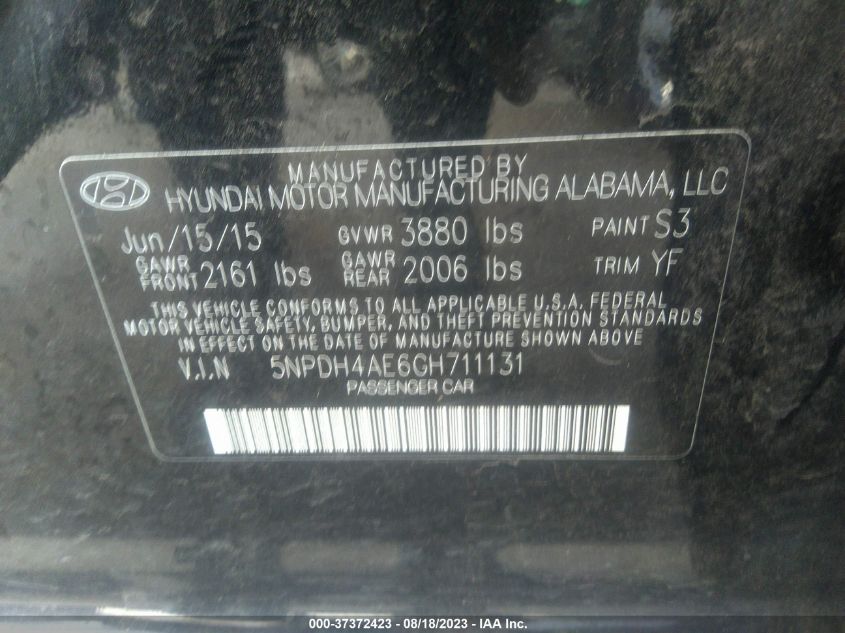 MANUFACTURED BY
HYUNDAI MOTOR MANUFACTURING ALABAMA, LLC
Jun/15/15 GVWR 3880 lbs PAINT S3
GAWR FRONT 2161 lbs GAWR REAR 2006 lbs TRIM YF
THIS VEHICLE CONFORMS TO ALL APPLICABLE U.S.A. FEDERAL
MOTOR VEHICLE SAFETY, BUMPER, AND THEFT PREVENTION STANDARDS
IN EFFECT ON THE DATE OF MANUFACTURE SHOWN ABOVE
V.I.N 5NPDH4AE6GH711131
PASSENGER CAR
000-37372423 - 08/18/2023 - IAA Inc.